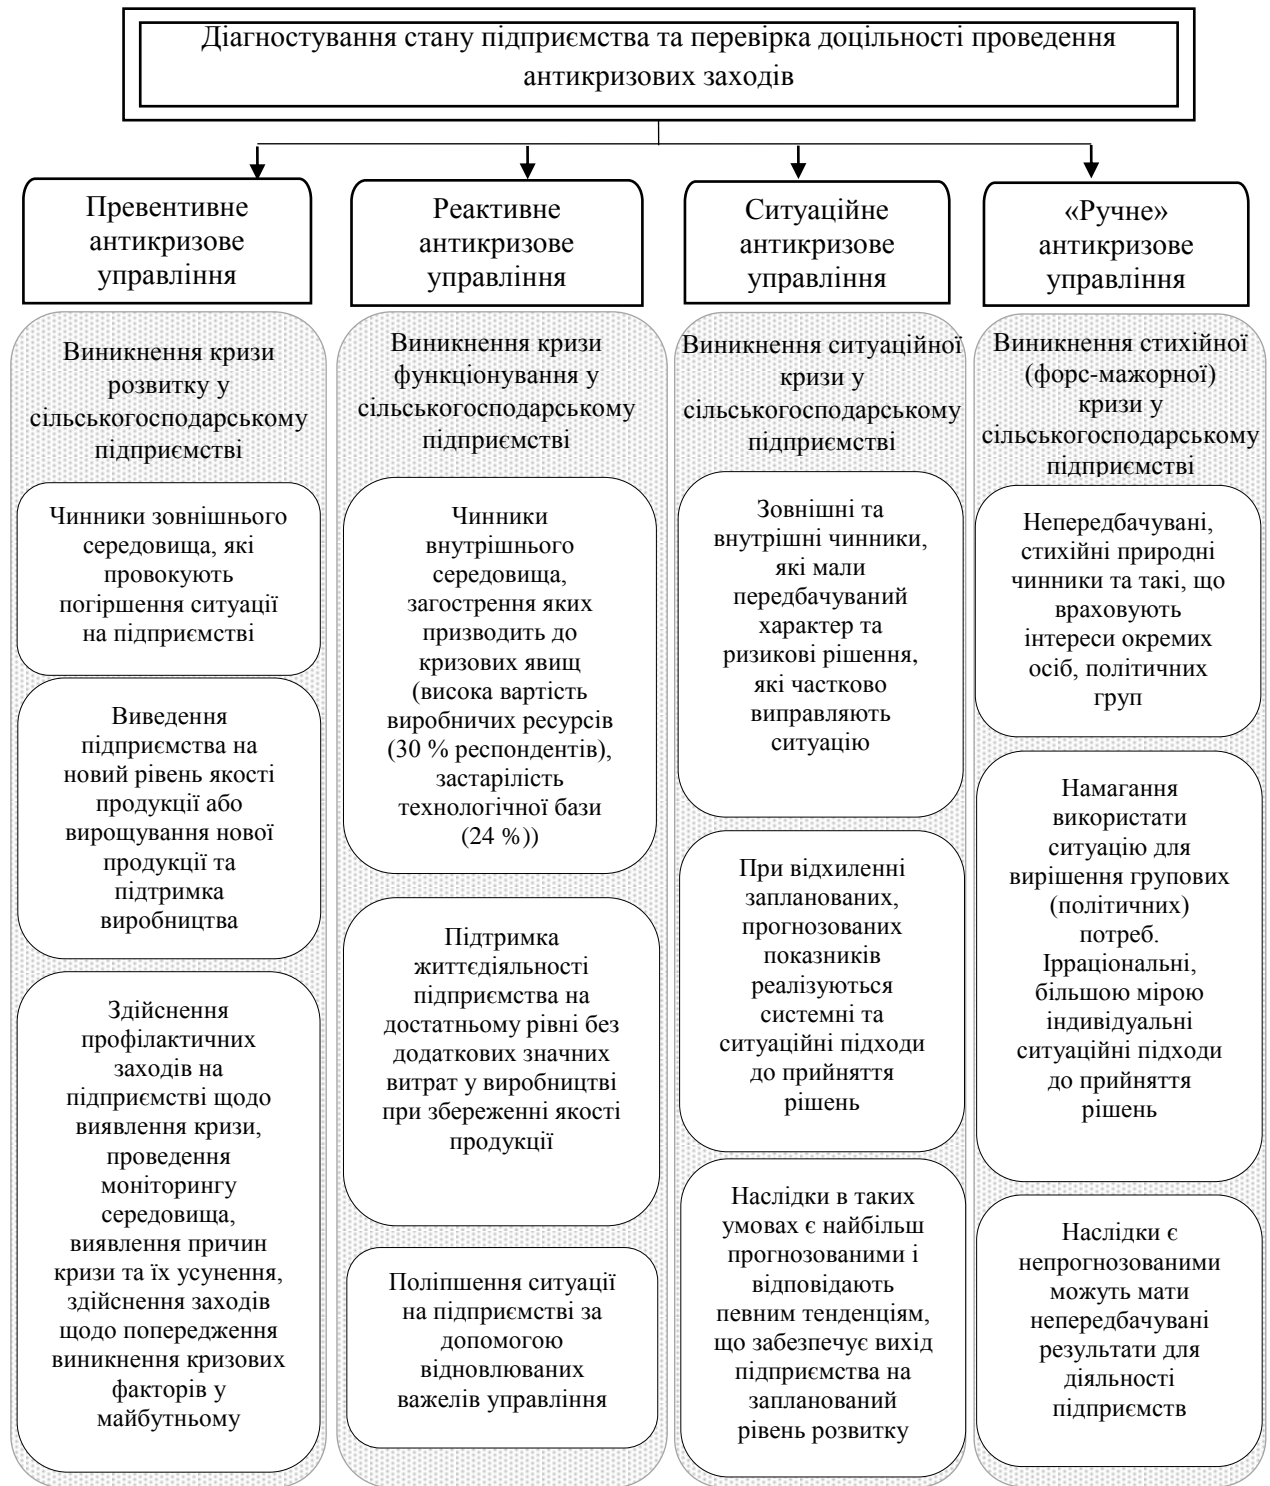 Діагностування стану підприємства та перевірка доцільності проведення
антикризових заходів
Превентивне
антикризове
управління
Реактивне
антикризове
управління
Ситуаційне
антикризове
управління
«Ручне»
антикризове
управління
Виникнення кризи
розвитку у
сільськогосподарському
підприємстві
Чинники зовнішнього
середовища, які
провокують
погіршення ситуації
на підприємстві
Виведення
підприємства на
новий рівень якості
продукції або
вирощування нової
продукції та
підтримка
виробництва
Здійснення
профілактичних
заходів на
підприємстві щодо
виявлення кризи,
проведення
моніторингу
середовища,
виявлення причин
кризи та їх усунення,
здійснення заходів
щодо попередження
виникнення кризових
факторів у
майбутньому
Виникнення кризи
функціонування у
сільськогосподарському
підприємстві
Чинники
внутрішнього
середовища,
загострення яких
призводить до
кризових явищ
(висока вартість
виробничих ресурсів
(30 % респондентів),
застарілість
технологічної бази
(24 %))
Підтримка
життєдіяльності
підприємства на
достатньому рівні без
додаткових значних
витрат у виробництві
при збереженні якості
продукції
Поліпшення ситуації
на підприємстві за
допомогою
відновлюваних
важелів управління
Виникнення ситуаційної
кризи у
сільськогосподарському
підприємстві
Зовнішні та
внутрішні чинники,
які мали
передбачуваний
характер та
ризикові рішення,
які частково
виправляють
ситуацію
При відхиленні
запланованих,
прогнозованих
показників
реалізуються
системні та
ситуаційні підходи
до прийняття
рішень
Наслідки в таких
умовах є найбільш
прогнозованими і
відповідають
певним тенденціям,
що забезпечує вихід
підприємства на
запланований
рівень розвитку
Виникнення стихійної
(форс-мажорної)
кризи у
сільськогосподарському
підприємстві
Непередбачувані,
стихійні природні
чинники та такі, що
враховують
інтереси окремих
осіб, політичних
груп
Намагання
використати
ситуацію для
вирішення групових
(політичних)
потреб.
Ірраціональні,
більшою мірою
індивідуальні
ситуаційні підходи
до прийняття
рішень
Наслідки є
непрогнозованими
можуть мати
непередбачувані
результати для
діяльності
підприємств